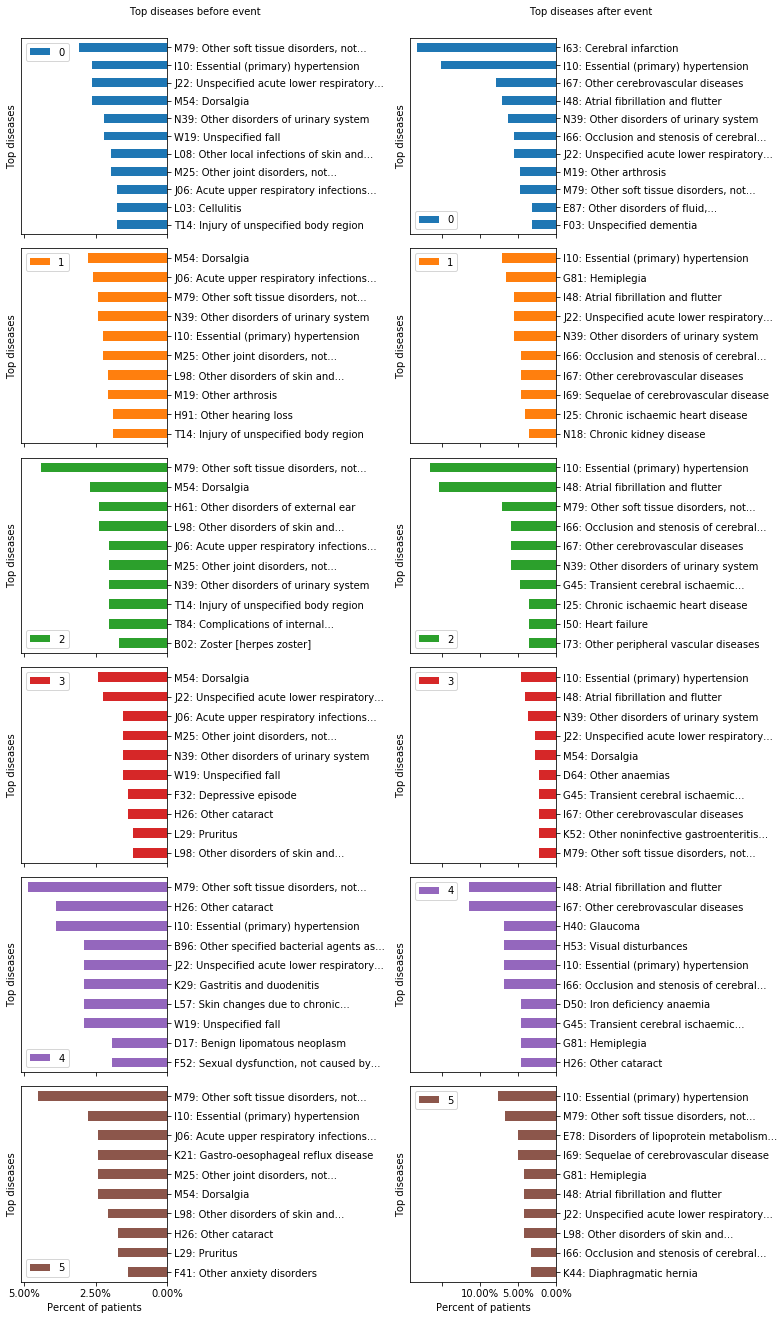 Top diseases before event
Top diseases after event
Top diseases
0
M79: Other soft tissue disorders, not...
I10: Essential (primary) hypertension
J22: Unspecified acute lower respiratory...
M54: Dorsalgia
N39: Other disorders of urinary system
W19: Unspecified fall
L08: Other local infections of skin and...
M25: Other joint disorders, not...
J06: Acute upper respiratory infections...
L03: Cellulitis
T14: Injury of unspecified body region
Top diseases
0
I63: Cerebral infarction
I10: Essential (primary) hypertension
I67: Other cerebrovascular diseases
I48: Atrial fibrillation and flutter
N39: Other disorders of urinary system
I66: Occlusion and stenosis of cerebral...
J22: Unspecified acute lower respiratory...
M19: Other arthrosis
M79: Other soft tissue disorders, not...
E87: Other disorders of fluid,...
F03: Unspecified dementia
Top diseases
1
M54: Dorsalgia
J06: Acute upper respiratory infections...
M79: Other soft tissue disorders, not...
N39: Other disorders of urinary system
I10: Essential (primary) hypertension
M25: Other joint disorders, not...
L98: Other disorders of skin and...
M19: Other arthrosis
H91: Other hearing loss
T14: Injury of unspecified body region
Top diseases
1
I10: Essential (primary) hypertension
G81: Hemiplegia
I48: Atrial fibrillation and flutter
J22: Unspecified acute lower respiratory...
N39: Other disorders of urinary system
I66: Occlusion and stenosis of cerebral...
I67: Other cerebrovascular diseases
I69: Sequelae of cerebrovascular disease
I25: Chronic ischaemic heart disease
N18: Chronic kidney disease
Top diseases
2
M79: Other soft tissue disorders, not...
M54: Dorsalgia
H61: Other disorders of external ear
L98: Other disorders of skin and...
J06: Acute upper respiratory infections...
M25: Other joint disorders, not...
N39: Other disorders of urinary system
T14: Injury of unspecified body region
T84: Complications of internal...
B02: Zoster [herpes zoster]
Top diseases
2
I10: Essential (primary) hypertension
I48: Atrial fibrillation and flutter
M79: Other soft tissue disorders, not...
I66: Occlusion and stenosis of cerebral...
I67: Other cerebrovascular diseases
N39: Other disorders of urinary system
G45: Transient cerebral ischaemic...
I25: Chronic ischaemic heart disease
I50: Heart failure
I73: Other peripheral vascular diseases
Top diseases
3
M54: Dorsalgia
J22: Unspecified acute lower respiratory...
J06: Acute upper respiratory infections...
M25: Other joint disorders, not...
N39: Other disorders of urinary system
W19: Unspecified fall
F32: Depressive episode
H26: Other cataract
L29: Pruritus
L98: Other disorders of skin and...
Top diseases
3
I10: Essential (primary) hypertension
I48: Atrial fibrillation and flutter
N39: Other disorders of urinary system
J22: Unspecified acute lower respiratory...
M54: Dorsalgia
D64: Other anaemias
G45: Transient cerebral ischaemic...
I67: Other cerebrovascular diseases
K52: Other noninfective gastroenteritis...
M79: Other soft tissue disorders, not...
Top diseases
4
M79: Other soft tissue disorders, not...
H26: Other cataract
I10: Essential (primary) hypertension
B96: Other specified bacterial agents as...
J22: Unspecified acute lower respiratory...
K29: Gastritis and duodenitis
L57: Skin changes due to chronic...
W19: Unspecified fall
D17: Benign lipomatous neoplasm
F52: Sexual dysfunction, not caused by...
Top diseases
4
I48: Atrial fibrillation and flutter
I67: Other cerebrovascular diseases
H40: Glaucoma
H53: Visual disturbances
I10: Essential (primary) hypertension
I66: Occlusion and stenosis of cerebral...
D50: Iron deficiency anaemia
G45: Transient cerebral ischaemic...
G81: Hemiplegia
H26: Other cataract
Top diseases
5
M79: Other soft tissue disorders, not...
I10: Essential (primary) hypertension
J06: Acute upper respiratory infections...
K21: Gastro-oesophageal reflux disease
M25: Other joint disorders, not...
M54: Dorsalgia
L98: Other disorders of skin and...
H26: Other cataract
L29: Pruritus
F41: Other anxiety disorders
5.00% 2.50% 0.00%
Percent of patients
Top diseases
5
I10: Essential (primary) hypertension
M79: Other soft tissue disorders, not...
E78: Disorders of lipoprotein metabolism...
I69: Sequelae of cerebrovascular disease
G81: Hemiplegia
I48: Atrial fibrillation and flutter
J22: Unspecified acute lower respiratory...
L98: Other disorders of skin and...
I66: Occlusion and stenosis of cerebral...
K44: Diaphragmatic hernia
10.00% 5.00% 0.00%
Percent of patients